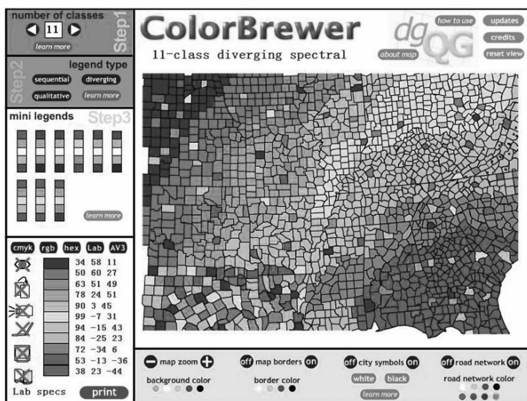 number of classes
11
learn more
Step1
ColorBrewer
11-class diverging spectral
how to use
updates
dg
QG
credits
about map
reset view
Step2
legend type
sequential
diverging
qualitative
learn more
mini legends
Step3
learn more
cmyk rgb hex Lab AV3
34 58 11
50 60 27
63 51 49
78 24 51
90 3 45
99 -7 31
94 -15 43
84 -25 23
72 -34 6
53 -13 -36
38 23 -44
Lab specs
print
map zoom
off map borders on
off city symbols on
off road network on
background color
border color
white
black
road network color
learn more